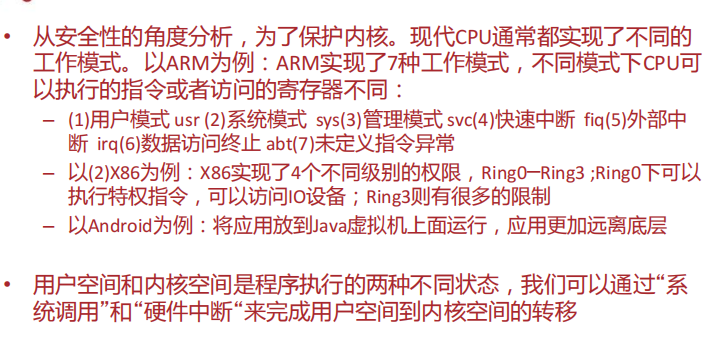 • 从安全性的角度分析，为了保护内核。现代CPU通常都实现了不同的
工作模式。以ARM为例：ARM实现了7种工作模式，不同模式下CPU可
以执行的指令或者访问的寄存器不同：
– (1)用户模式 usr (2)系统模式 sys(3)管理模式 svc(4)快速中断 fiq(5)外部中
断 irq(6)数据访问终止 abt(7)未定义指令异常
– 以(2)X86为例：X86实现了4个不同级别的权限，Ring0—Ring3 ;Ring0下可以
执行特权指令，可以访问IO设备；Ring3则有很多的限制
– 以Android为例：将应用放到Java虚拟机上面运行，应用更加远离底层
• 用户空间和内核空间是程序执行的两种不同状态，我们可以通过“系
统调用”和“硬件中断“来完成用户空间到内核空间的转移